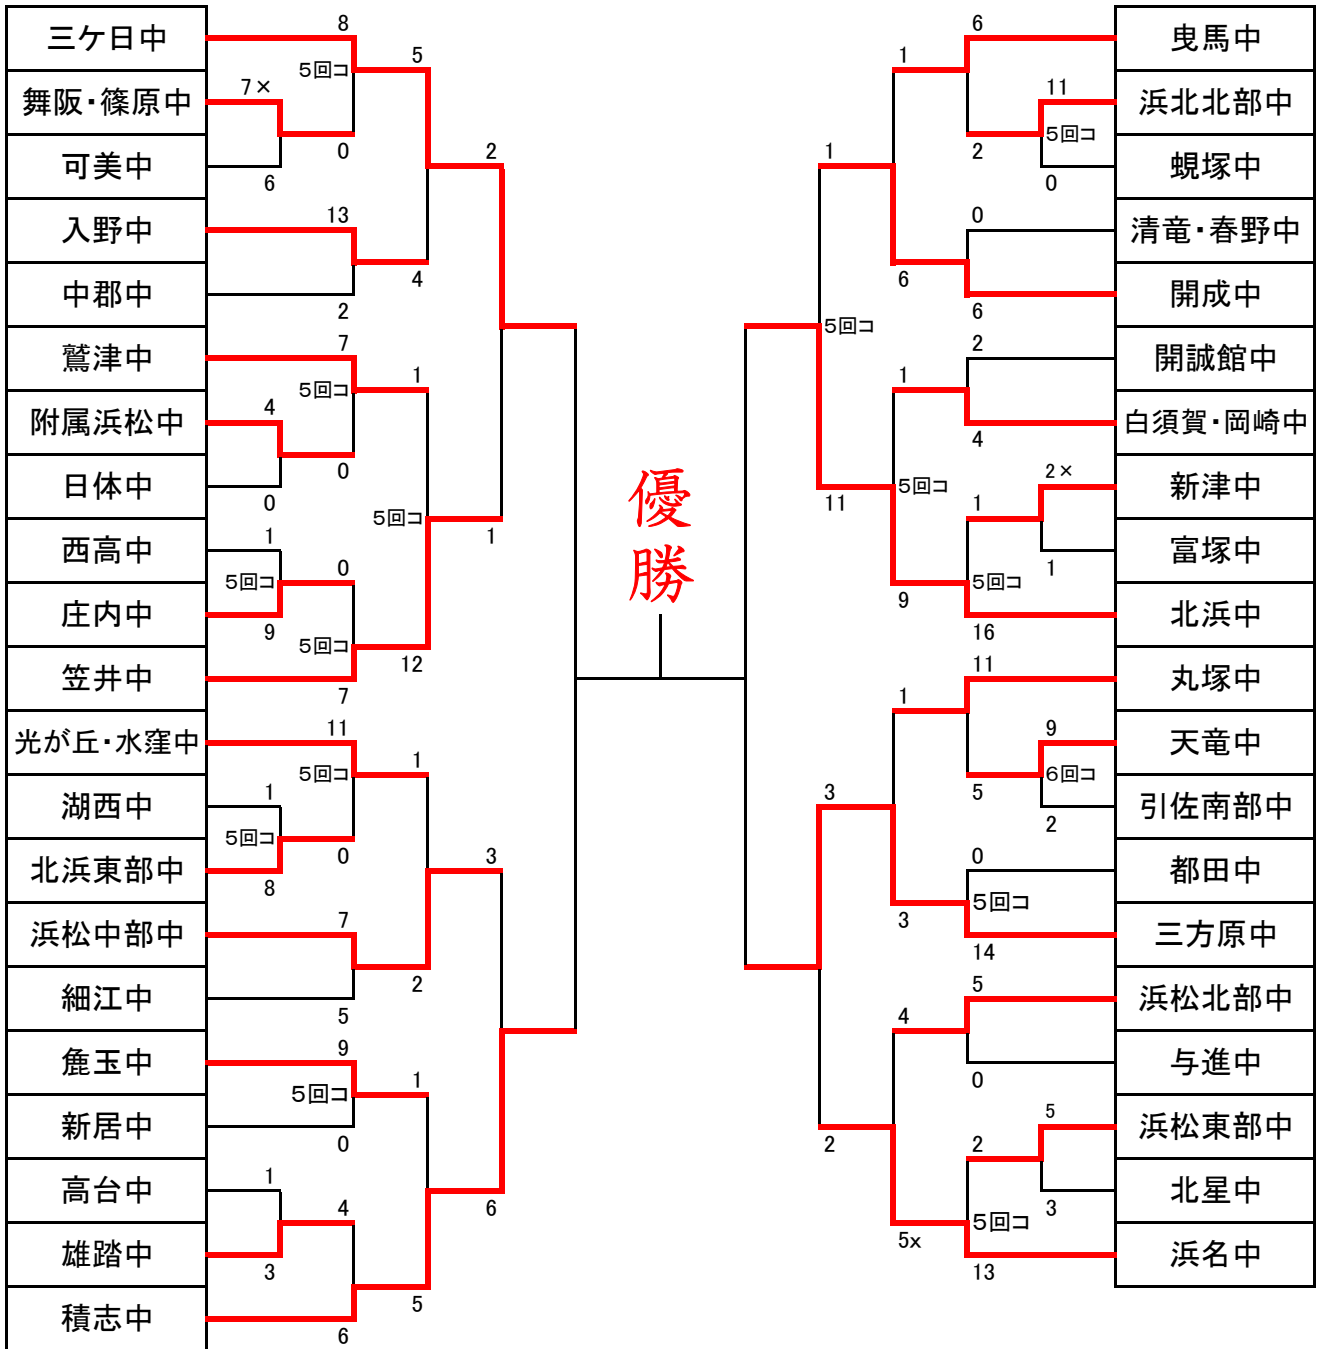 三ケ日中
舞阪・篠原中
可美中
入野中
中郡中
鷲津中
附属浜松中
日体中
西高中
庄内中
笠井中
光が丘・水窪中
湖西中
北浜東部中
浜松中部中
細江中
麁玉中
新居中
高台中
雄踏中
積志中
8
7×
6
5回コ
0
13
2
7
5回コ
4
0
0
1
5回コ
9
0
5回コ
7
11
5回コ
1
5回コ
8
0
7
5
9
5回コ
0
1
3
4
6
5
4
1
5回コ
12
1
2
1
5
2
1
3
6
優
勝
1
5回コ
11
3
2
1
6
1
5回コ
9
1
3
4
5x
6
2
11
5回コ
0
0
6
2
4
2×
1
1
5回コ
16
11
5
9
6回コ
2
0
5回コ
14
5
0
5
3
2
5回コ
13
曳馬中
浜北北部中
蜆塚中
清竜・春野中
開成中
開誠館中
白須賀・岡崎中
新津中
富塚中
北浜中
丸塚中
天竜中
引佐南部中
都田中
三方原中
浜松北部中
与進中
浜松東部中
北星中
浜名中